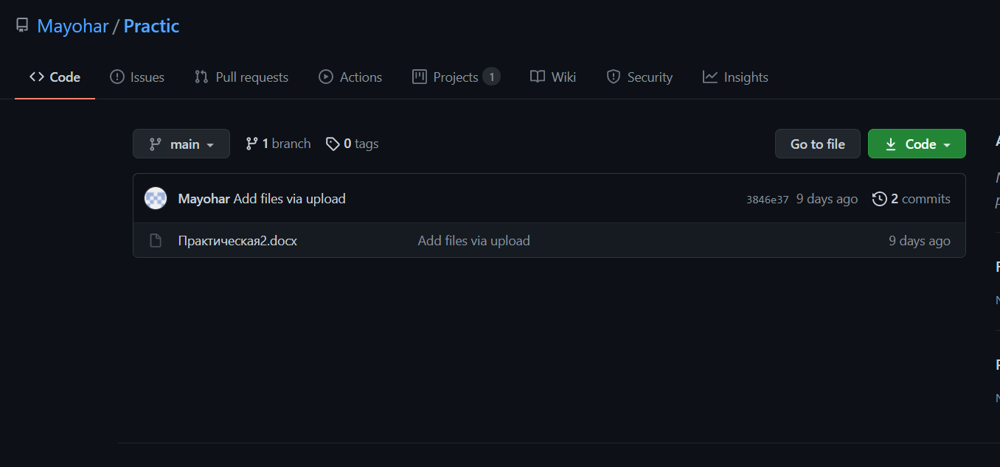 Mayohar / Practic
Code Issues Pull requests Actions Projects 1 Wiki Security Insights
main 1 branch 0 tags Go to file Code
Mayohar Add files via upload 3846e37 9 days ago 2 commits
Практическая2.docx Add files via upload 9 days ago